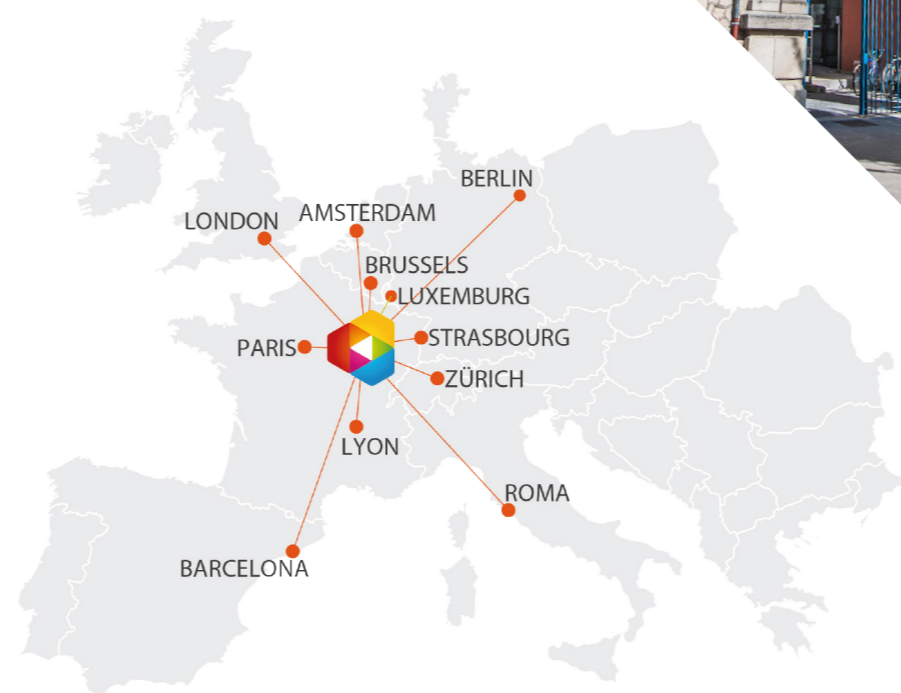 BERLIN
AMSTERDAM
LONDON
BRUSSELS
LUXEMBURG
STRASBOURG
PARIS
ZÜRICH
LYON
ROMA
BARCELONA